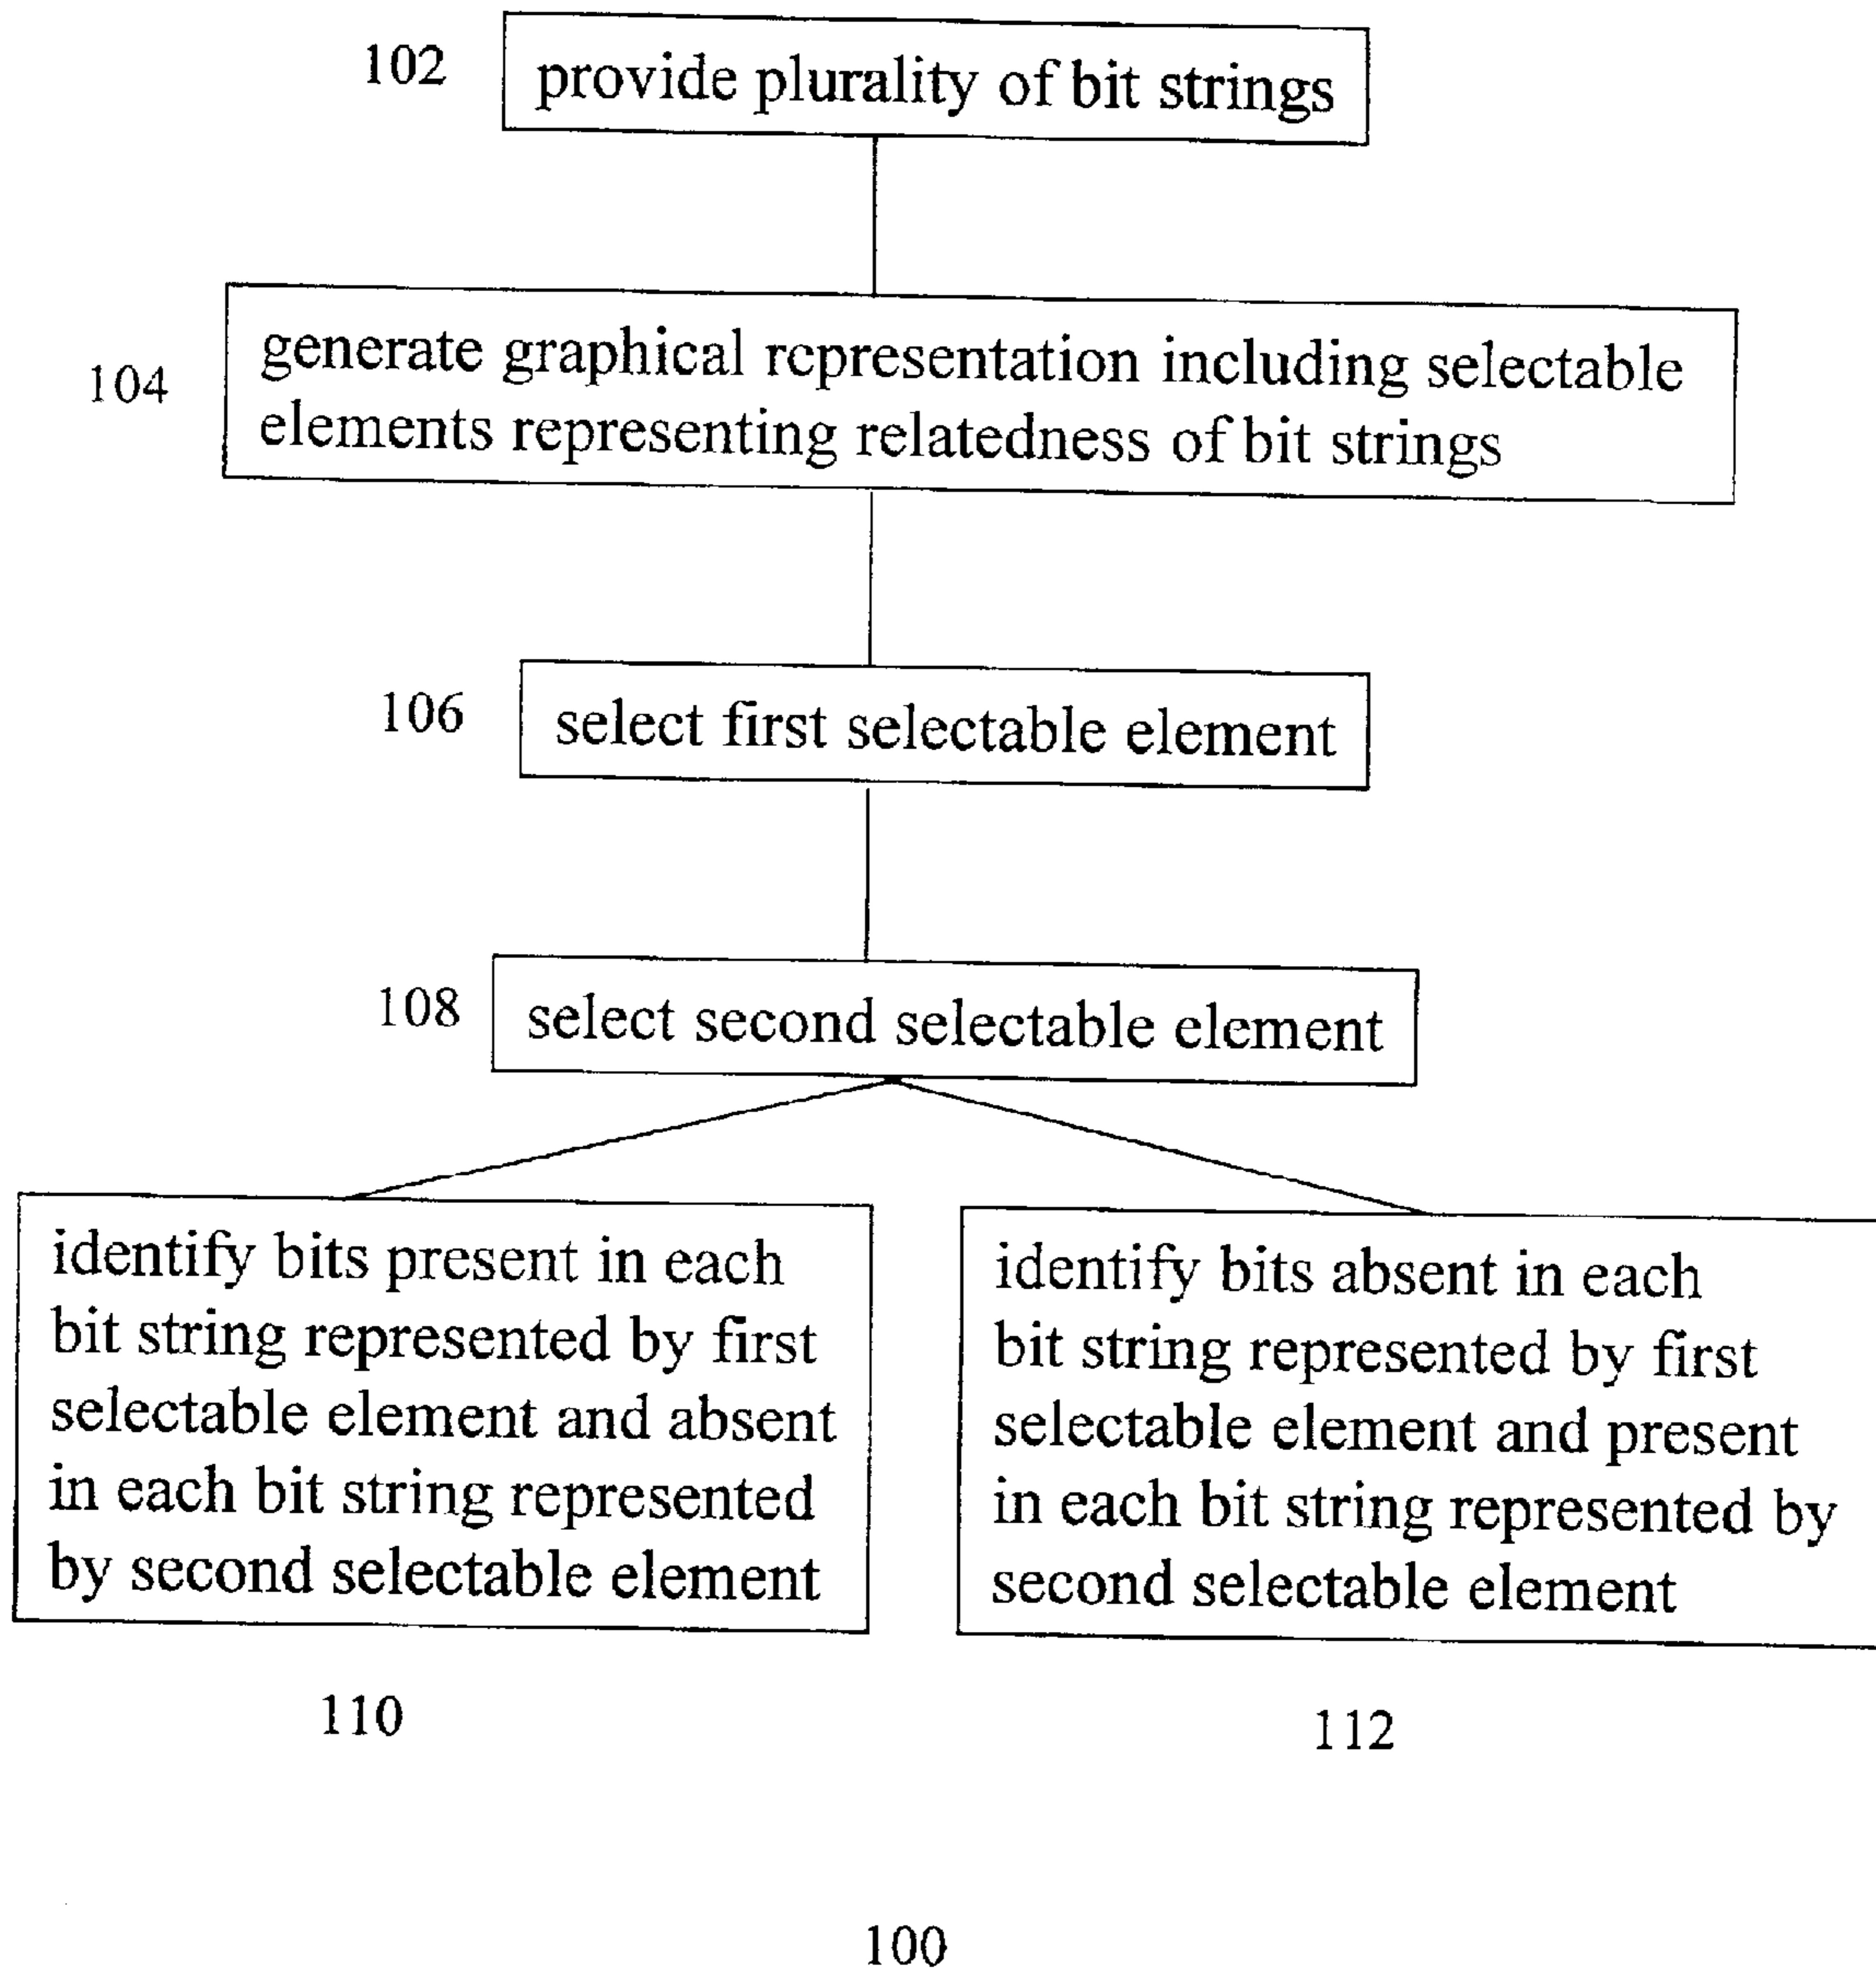 102
provide plurality of bit strings
104
generate graphical representation including selectable
elements representing relatedness of bit strings
106
select first selectable element
108
select second selectable element
identify bits present in each
bit string represented by first
selectable element and absent
in each bit string represented
by second selectable element
identify bits absent in each
bit string represented by first
selectable element and present
in each bit string represented by
second selectable element
110
112
100